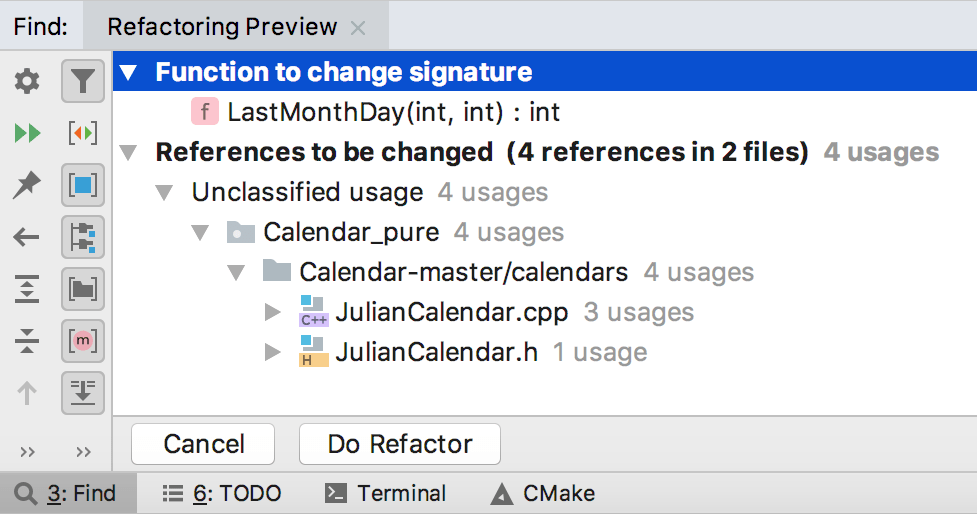 Find: Refactoring Preview
Function to change signature
f LastMonthDay(int, int) : int
References to be changed (4 references in 2 files) 4 usages
Unclassified usage 4 usages
Calendar_pure 4 usages
Calendar-master/calendars 4 usages
C++ JulianCalendar.cpp 3 usages
H JulianCalendar.h 1 usage
m
Cancel Do Refactor
3: Find 6: TODO Terminal CMake